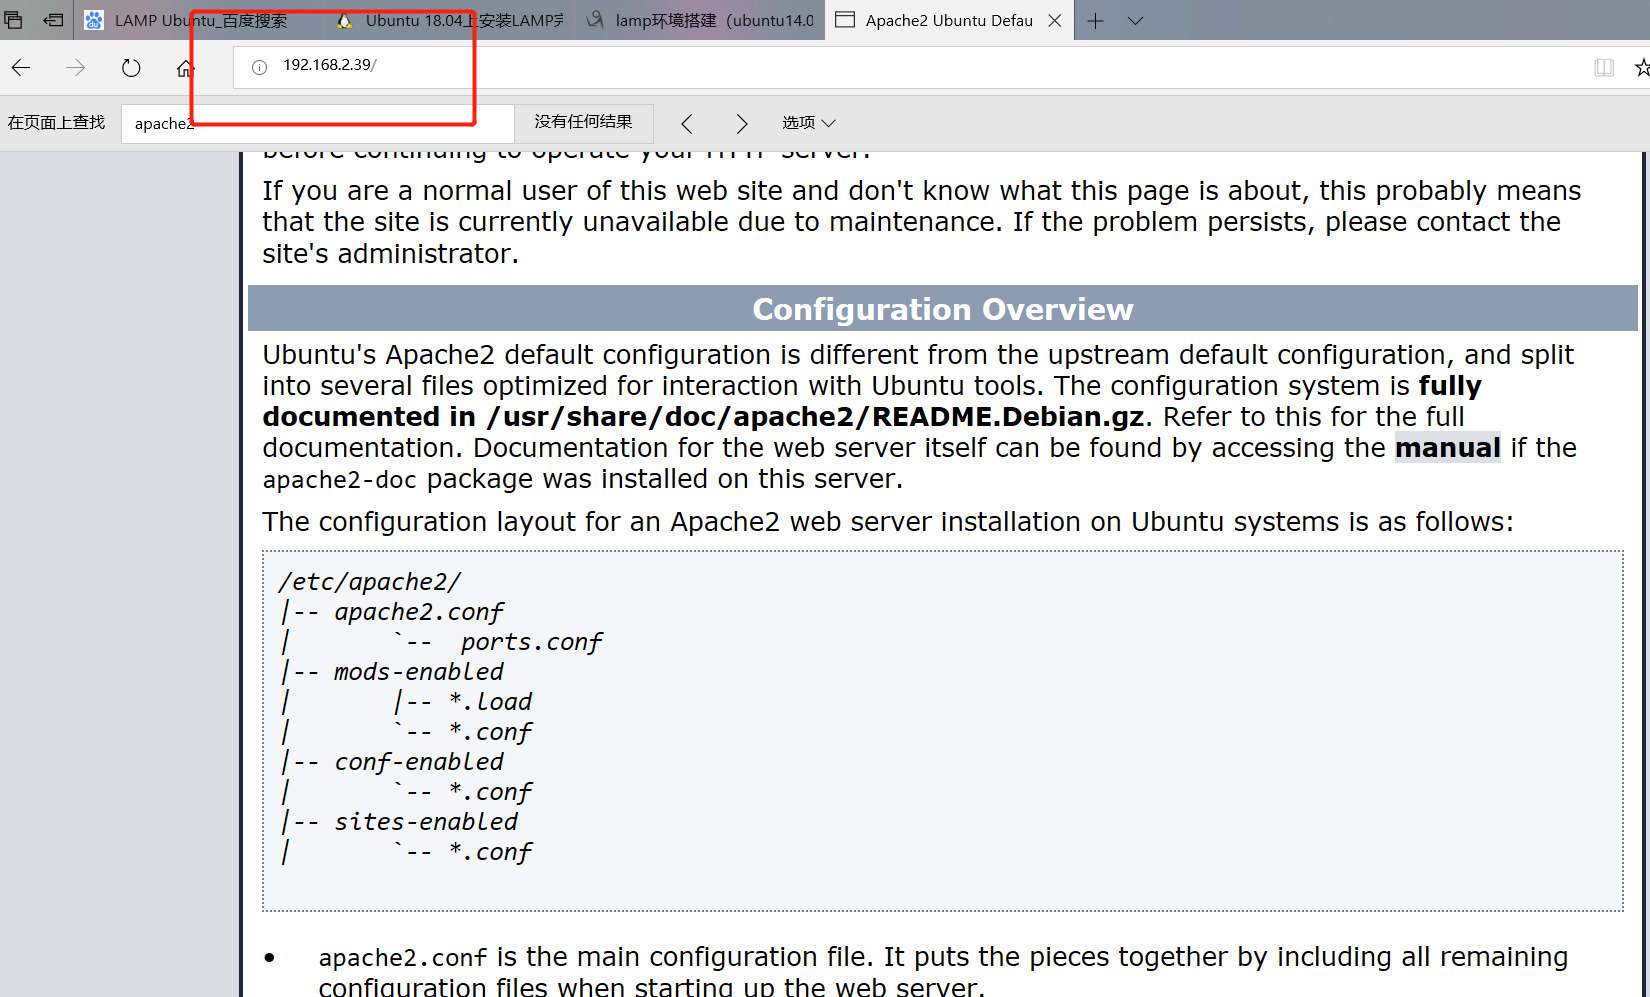 LAMP Ubuntu_百度搜索
Ubuntu 18.04上安装LAMP完
lamp环境搭建（ubuntu14.0
Apache2 Ubuntu Defau
192.168.2.39/
在页面上查找
apache2
没有任何结果
选项
before continuing to operate your HTTP server.
If you are a normal user of this web site and don't know what this page is about, this probably means
that the site is currently unavailable due to maintenance. If the problem persists, please contact the
site's administrator.
Configuration Overview
Ubuntu's Apache2 default configuration is different from the upstream default configuration, and split
into several files optimized for interaction with Ubuntu tools. The configuration system is fully
documented in /usr/share/doc/apache2/README.Debian.gz. Refer to this for the full
documentation. Documentation for the web server itself can be found by accessing the manual if the
apache2-doc package was installed on this server.
The configuration layout for an Apache2 web server installation on Ubuntu systems is as follows:
/etc/apache2/
|-- apache2.conf
|       `--  ports.conf
|-- mods-enabled
|       |-- *.load
|       `-- *.conf
|-- conf-enabled
|       `-- *.conf
|-- sites-enabled
|       `-- *.conf
• apache2.conf is the main configuration file. It puts the pieces together by including all remaining
configuration files when starting up the web server.